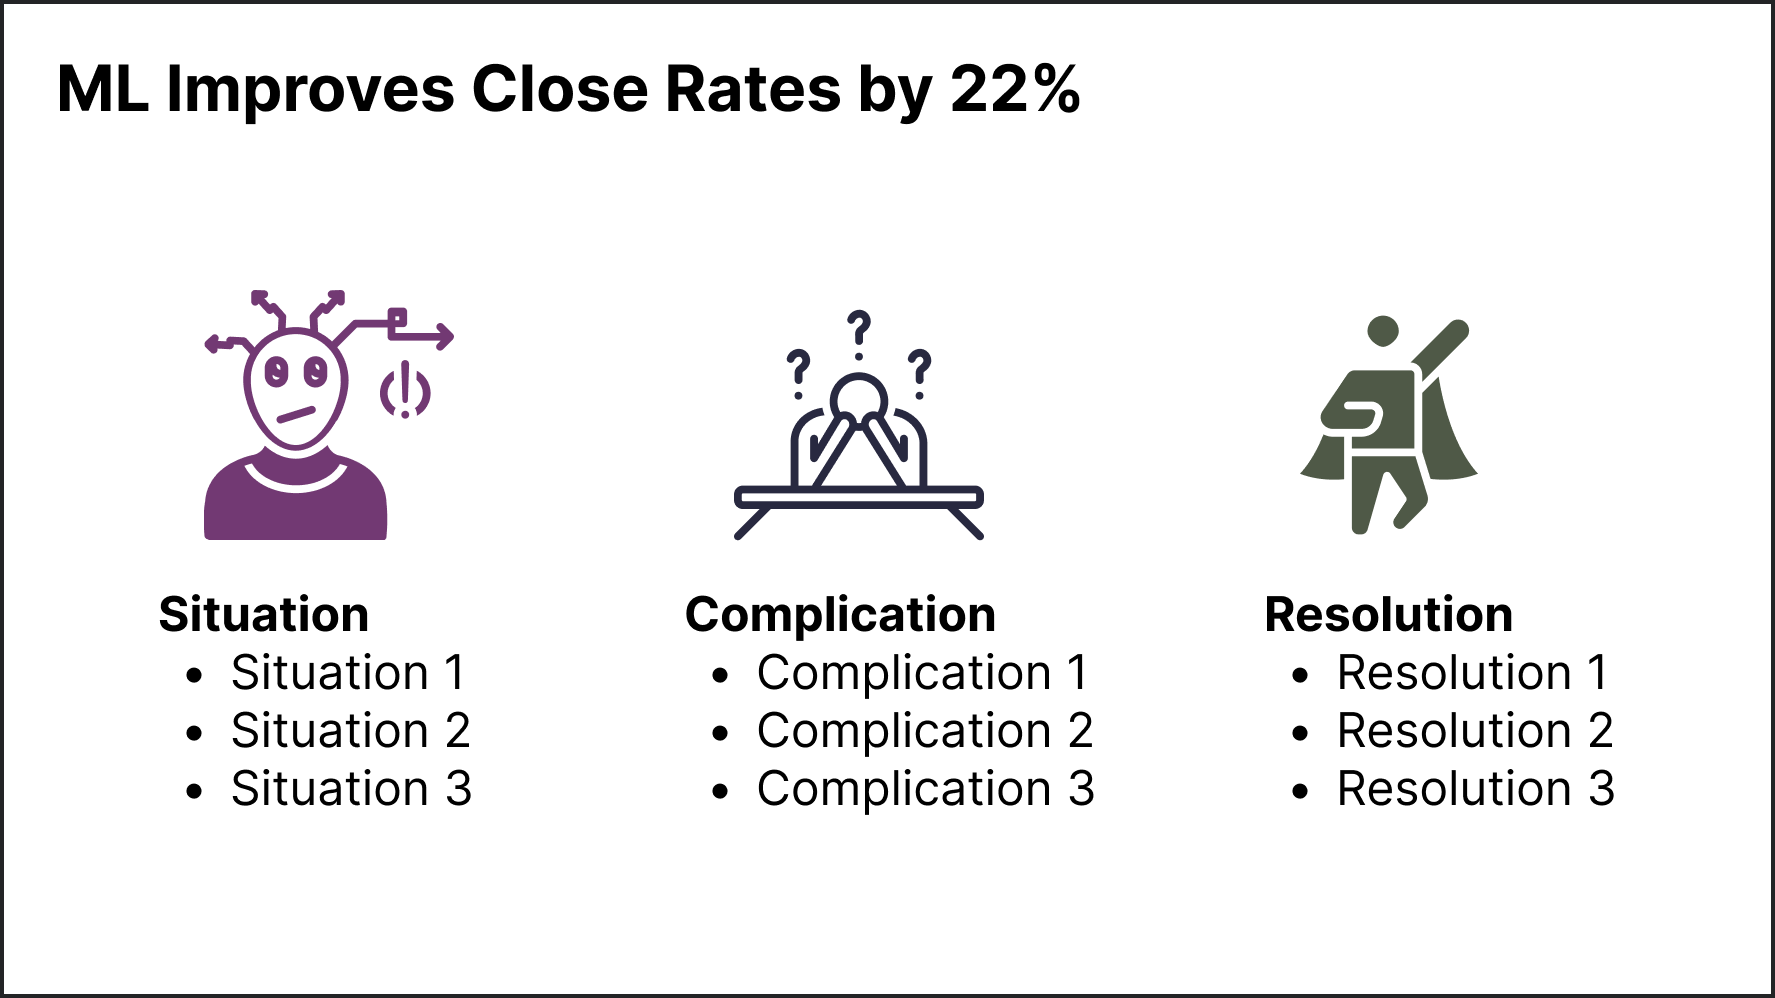 ML Improves Close Rates by 22%
?
?
?
!
Situation
• Situation 1
• Situation 2
• Situation 3
Complication
• Complication 1
• Complication 2
• Complication 3
Resolution
• Resolution 1
• Resolution 2
• Resolution 3